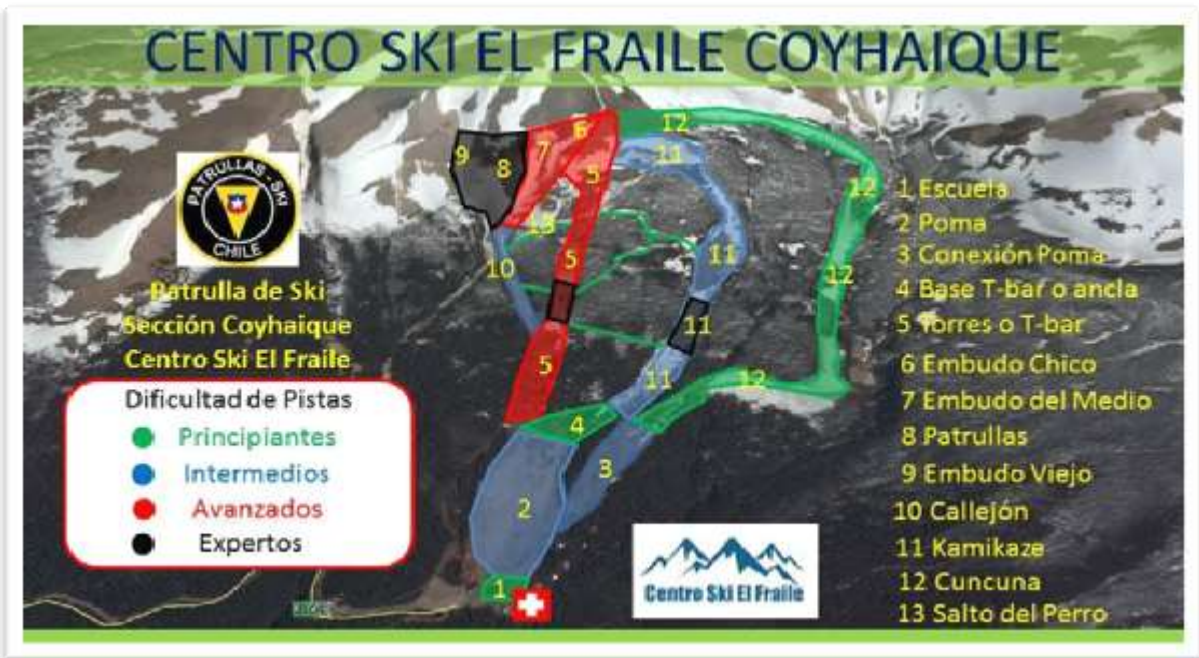 CENTRO SKI EL FRAILE COYHAIQUE
PATRULLAS - SKI
CHILE
Patrulla de Ski
Sección Coyhaique
Centro Ski El Fraile
Dificultad de Pistas
Principiantes
Intermedios
Avanzados
Expertos
9
8
7
6
5
12
11
12
13
10
5
11
12
11
5
11
12
4
3
2
1
Centro Ski El Fraile
1 Escuela
2 Poma
3 Conexión Poma
4 Base T-bar o ancla
5 Torres o T-bar
6 Embudo Chico
7 Embudo del Medio
8 Patrullas
9 Embudo Viejo
10 Callejón
11 Kamikaze
12 Cuncuna
13 Salto del Perro